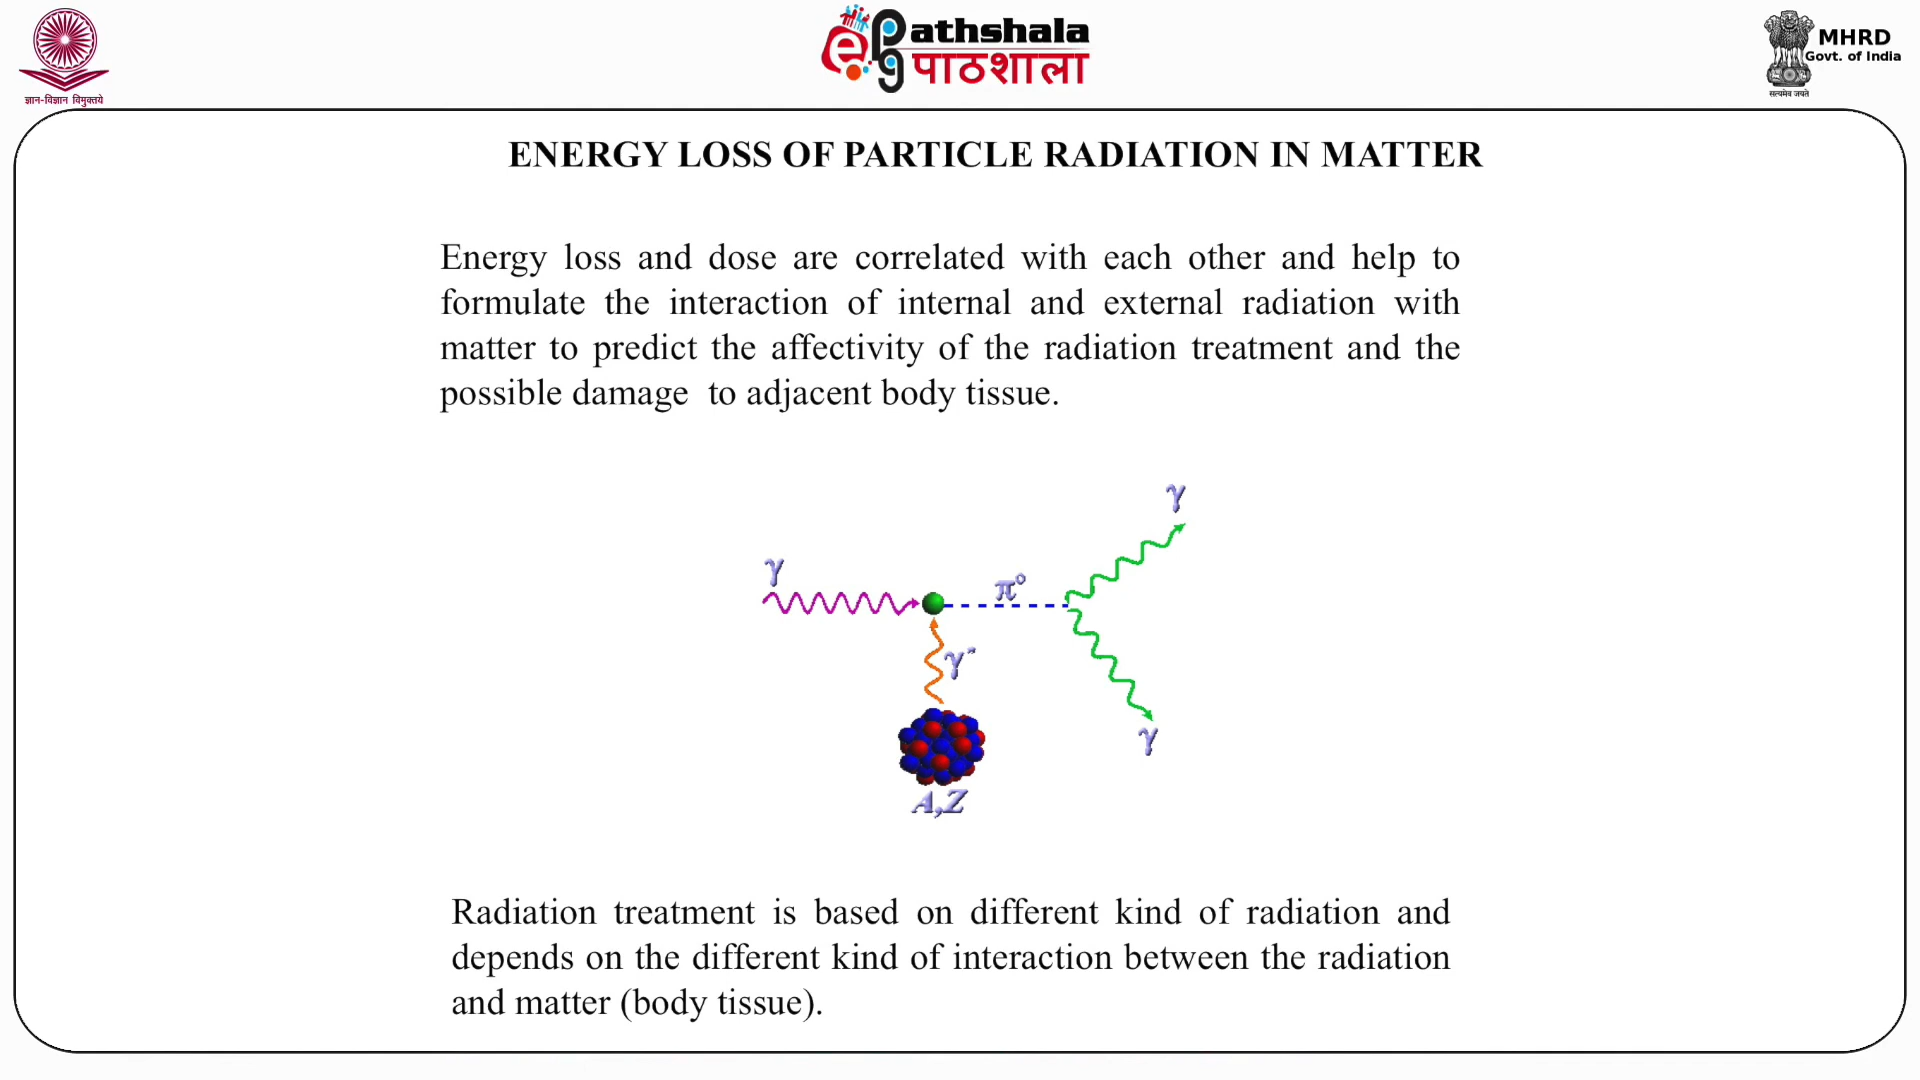 ज्ञान-विज्ञान विमुक्तये
ePathshala
पाठशाला
MHRD
Govt. of India
सत्यमेव जयते
ENERGY LOSS OF PARTICLE RADIATION IN MATTER
Energy loss and dose are correlated with each other and help to
formulate the interaction of internal and external radiation with
matter to predict the affectivity of the radiation treatment and the
possible damage to adjacent body tissue.
γ
γ
π⁰
γ*
γ
A,Z
Radiation treatment is based on different kind of radiation and
depends on the different kind of interaction between the radiation
and matter (body tissue).